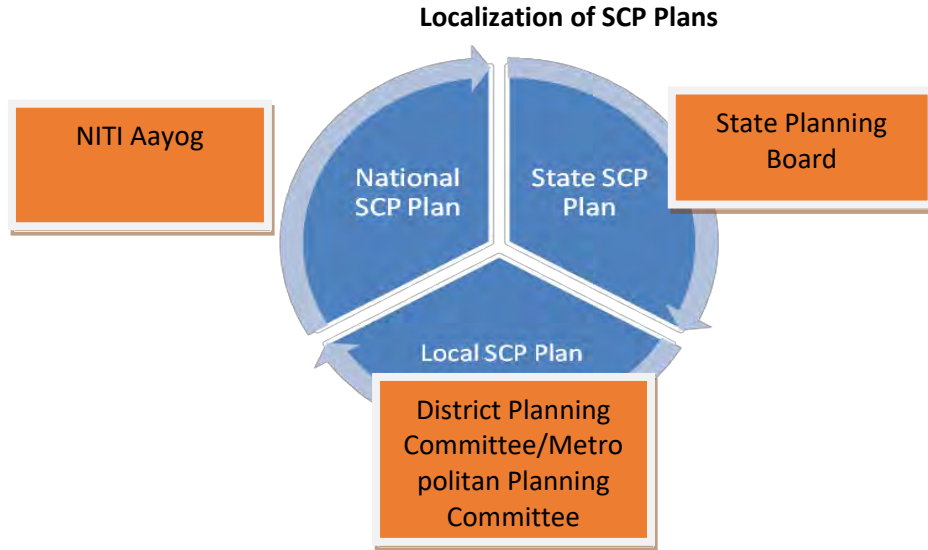 Localization of SCP Plans
NITI Aayog
National
SCP Plan
State SCP
Plan
State Planning
Board
Local SCP Plan
District Planning
Committee/Metro
politan Planning
Committee